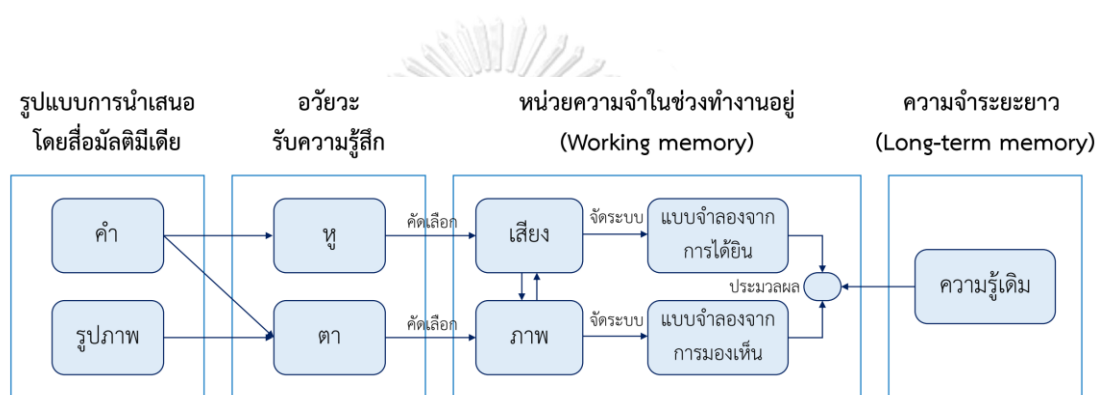 รูปแบบการนำเสนอ
โดยสื่อมัลติมีเดีย
อวัยวะ
รับความรู้สึก
หน่วยความจำในช่วงทำงานอยู่
(Working memory)
ความจำระยะยาว
(Long-term memory)
คำ
หู
คัดเลือก
เสียง
จัดระบบ
แบบจำลองจาก
การได้ยิน
ประมวลผล
ความรู้เดิม
รูปภาพ
ตา
คัดเลือก
ภาพ
จัดระบบ
แบบจำลองจาก
การมองเห็น